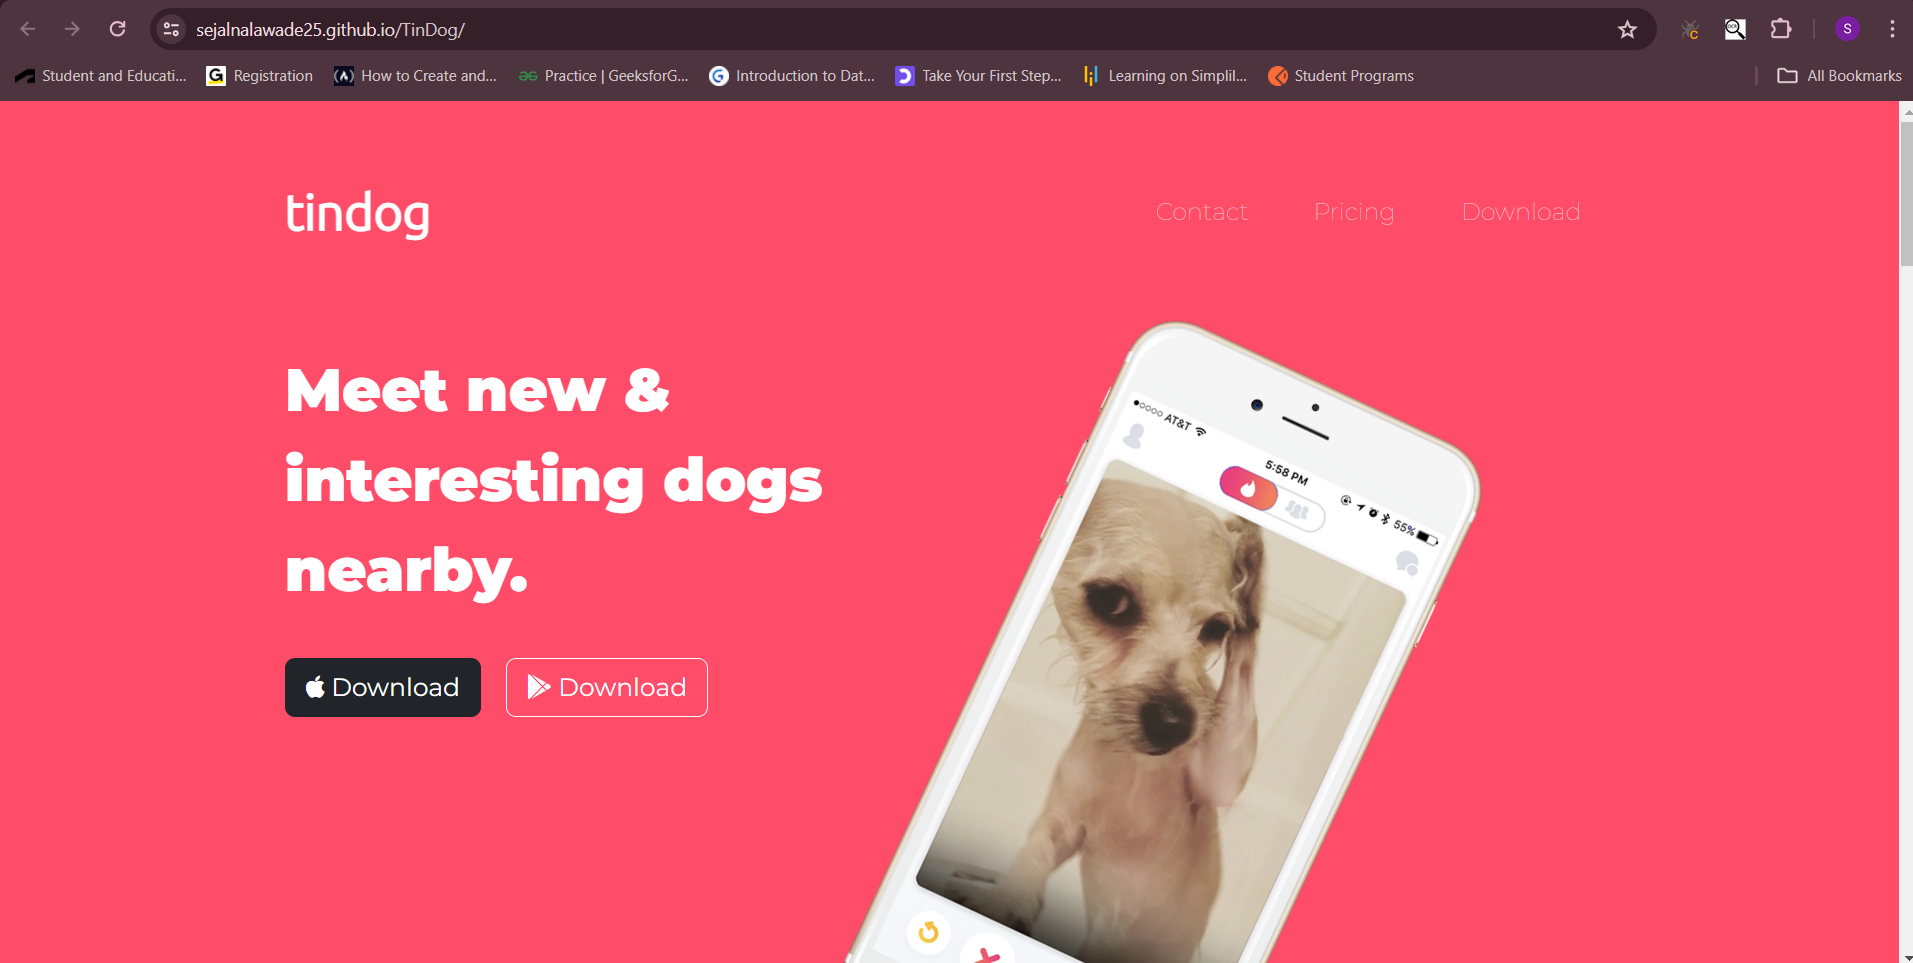 sejalnalawade25.github.io/TinDog/
S
Student and Educati...
G Registration
How to Create and...
Practice | GeeksforG...
G Introduction to Dat...
Take Your First Step...
Learning on Simplil...
Student Programs
All Bookmarks
tindog
Contact Pricing Download
Meet new &
interesting dogs
nearby.
Download Download
AT&T
5:58 PM
55%